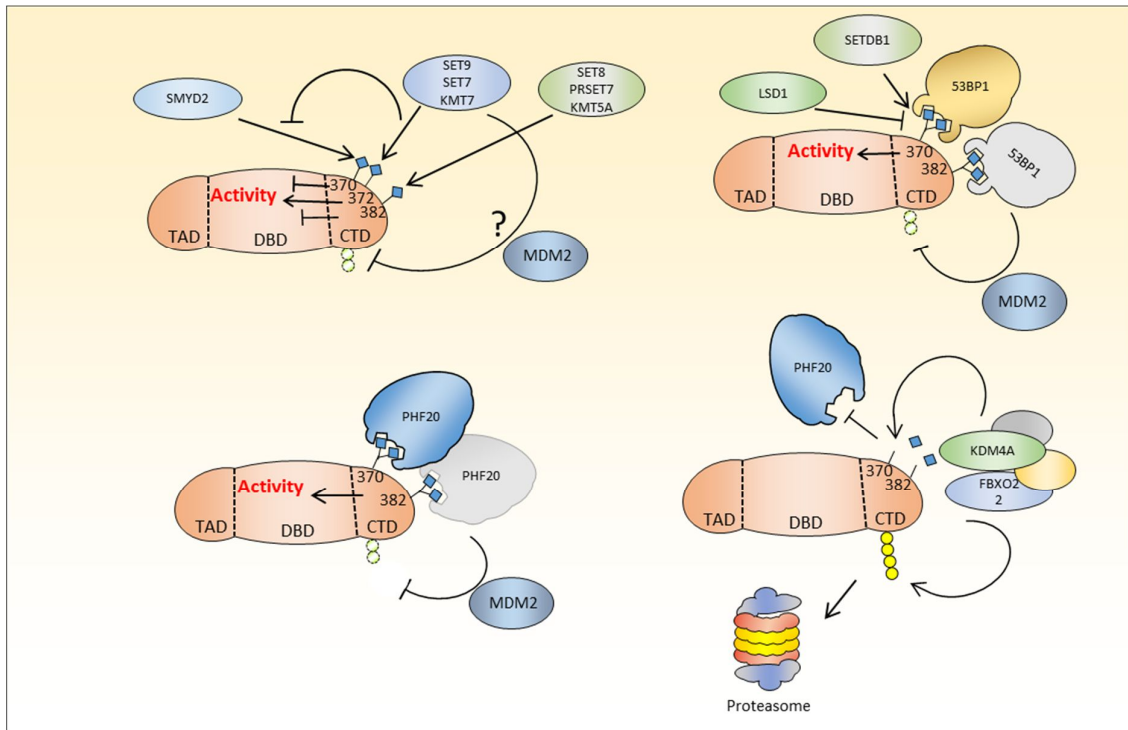 SMYD2
SET9
SET7
KMT7
SET8
PRSET7
KMT5A
370
Activity
372
382
TAD
DBD
CTD
?
MDM2
SETDB1
LSD1
53BP1
53BP1
Activity
370
382
TAD
DBD
CTD
MDM2
PHF20
PHF20
370
Activity
382
TAD
DBD
CTD
MDM2
PHF20
KDM4A
FBXO2
2
370
382
TAD
DBD
CTD
Proteasome